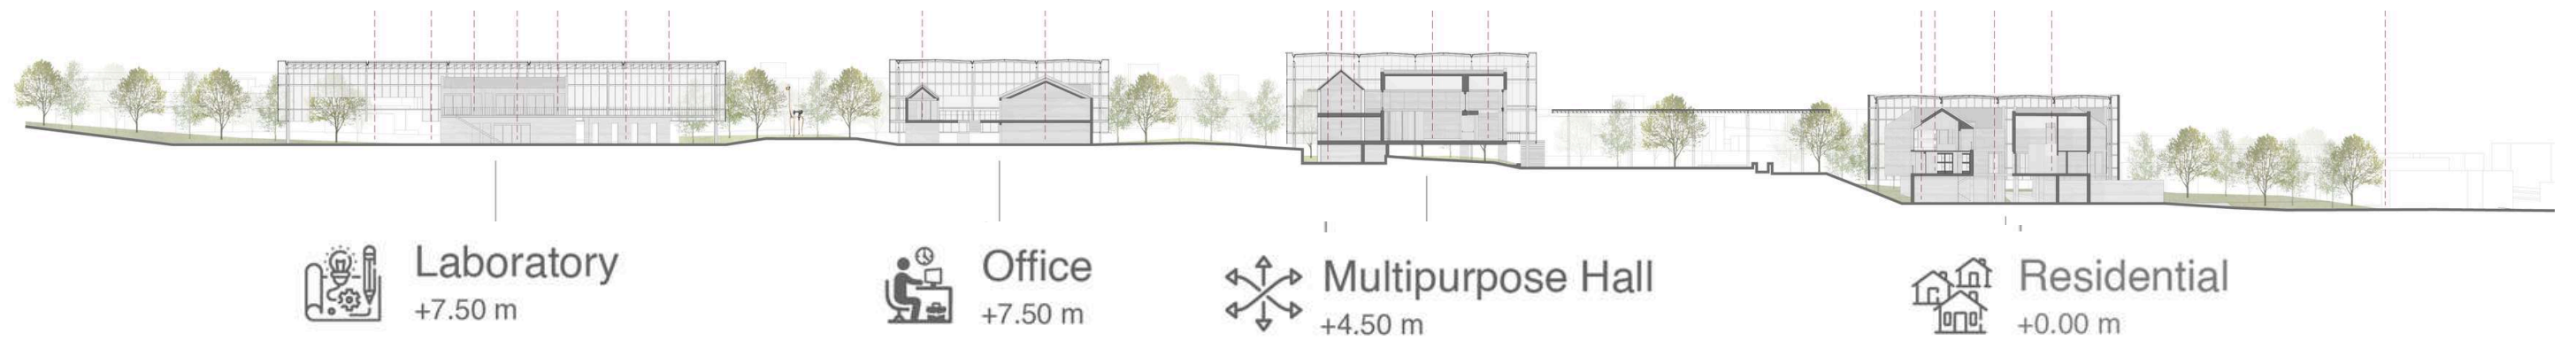 Laboratory
+7.50 m
Office
+7.50 m
Multipurpose Hall
+4.50 m
Residential
+0.00 m